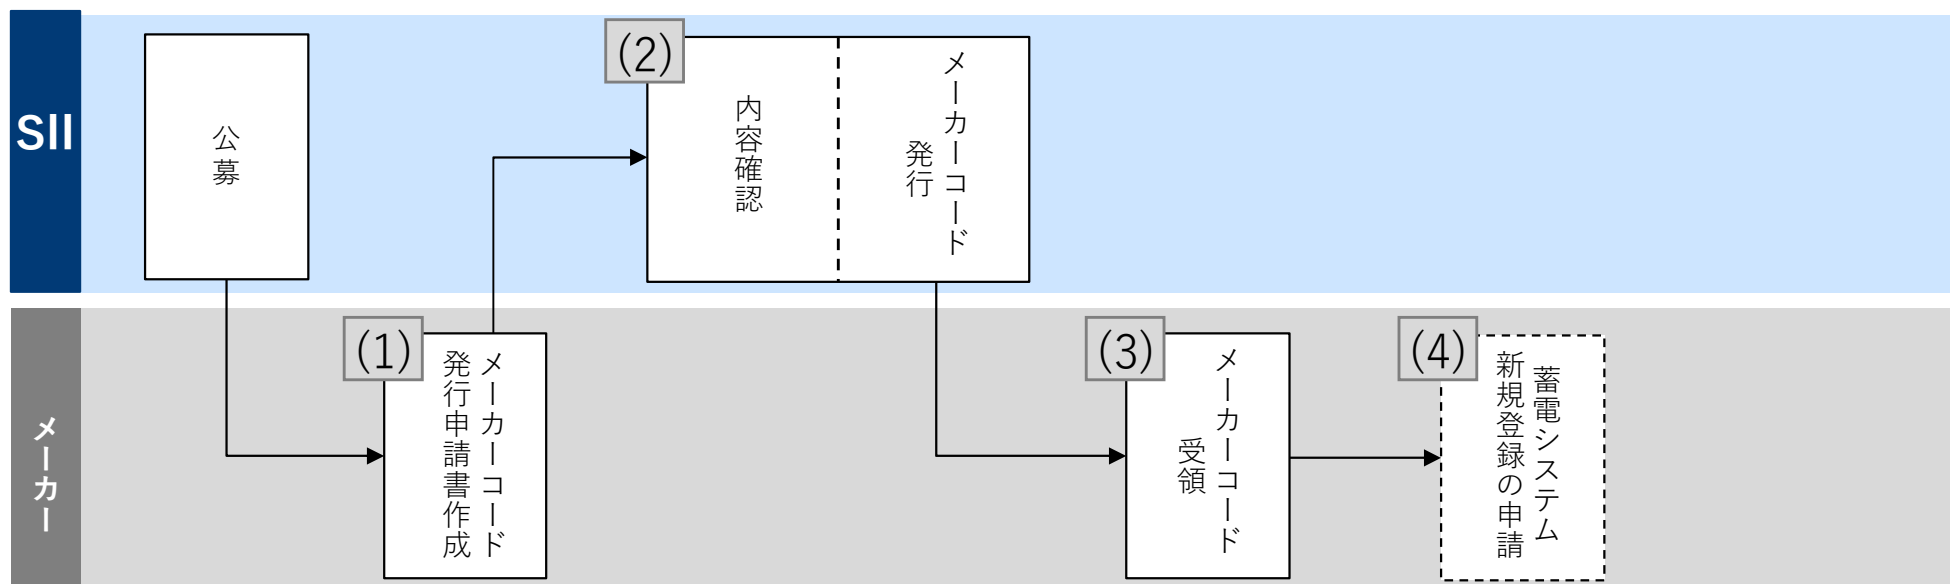 SII
公募
(2)
内容確認
メーカーコード
発行
メーカー
(1)
メーカーコード
発行申請書作成
(3)
メーカーコード
受領
(4)
蓄電システム
新規登録の申請